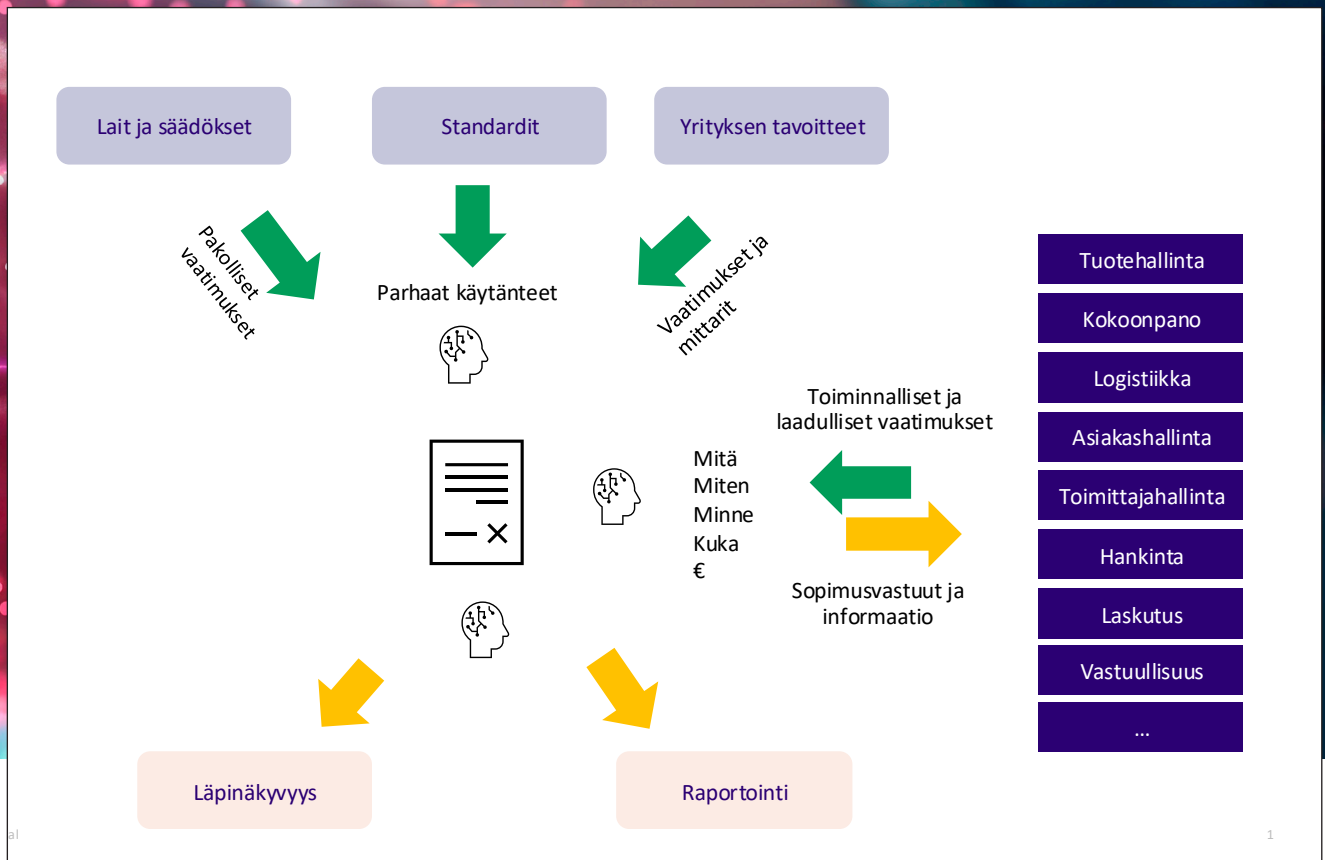 Lait ja säädökset
Standardit
Yrityksen tavoitteet
Pakolliset
vaatimukset
Parhaat käytänteet
Vaatimukset ja
mittarit
Toiminnalliset ja
laadulliset vaatimukset
Mitä
Miten
Minne
Kuka
€
Sopimusvastuut ja
informaatio
Tuotehallinta
Kokoonpano
Logistiikka
Asiakashallinta
Toimittajahallinta
Hankinta
Laskutus
Vastuullisuus
...
Läpinäkyvyys
Raportointi
al
1